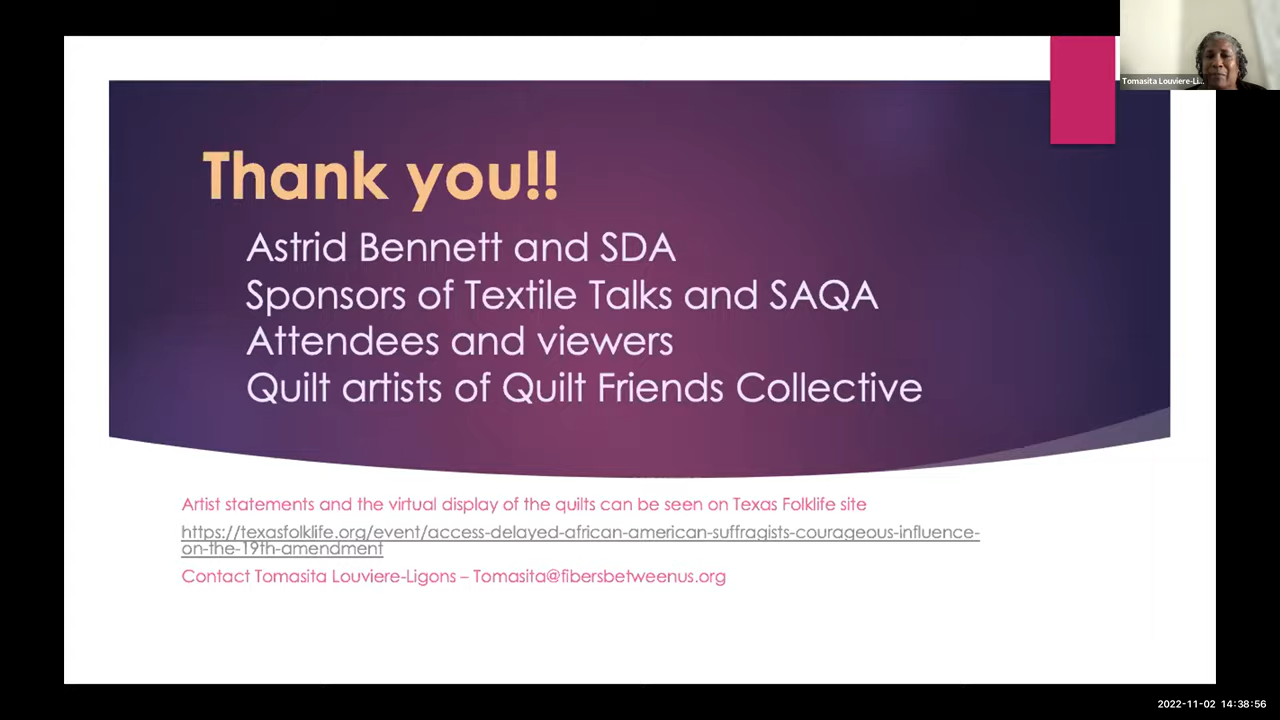 Tomasita Louviere-Li...
Thank you!!
Astrid Bennett and SDA
Sponsors of Textile Talks and SAQA
Attendees and viewers
Quilt artists of Quilt Friends Collective
Artist statements and the virtual display of the quilts can be seen on Texas Folklife site
https://texasfolklife.org/event/access-delayed-african-american-suffragists-courageous-influence-
on-the-19th-amendment
Contact Tomasita Louviere-Ligons – Tomasita@fibersbetweenus.org
2022-11-02 14:38:56